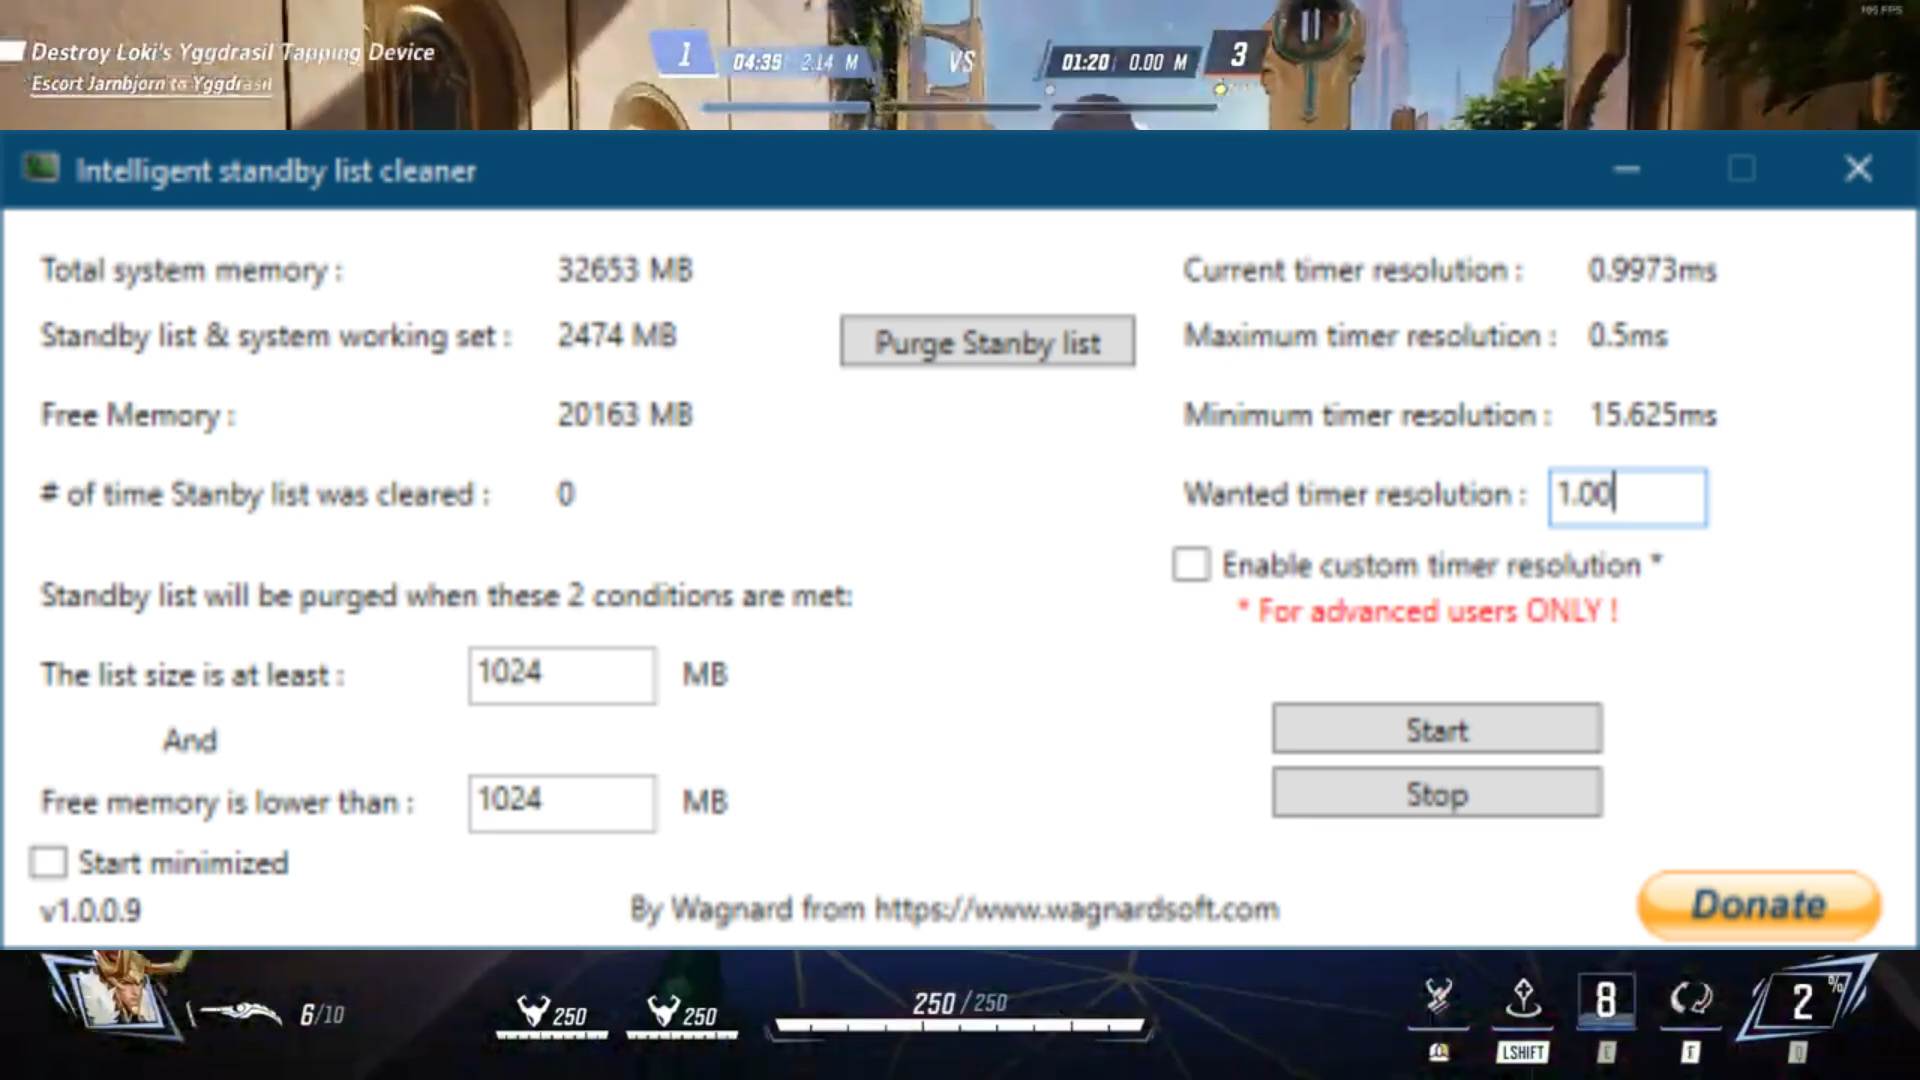 Destroy Loki's Yggdrasil Tapping Device
Escort Jarnbjorn to Yggdrasil
1 04:35 2.14 M VS 01:20 0.00 M 3
Intelligent standby list cleaner
Total system memory : 32653 MB
Standby list & system working set : 2474 MB
Purge Stanby list
Free Memory : 20163 MB
# of time Stanby list was cleared : 0
Current timer resolution : 0.9973ms
Maximum timer resolution : 0.5ms
Minimum timer resolution : 15.625ms
Wanted timer resolution : 1.00
Enable custom timer resolution *
* For advanced users ONLY !
Standby list will be purged when these 2 conditions are met:
The list size is at least : 1024 MB
And
Free memory is lower than : 1024 MB
Start
Stop
Start minimized
v1.0.0.9
By Wagnard from https://www.wagnardsoft.com
Donate
6/10
250
250
250/250
8
2 %
LSHIFT